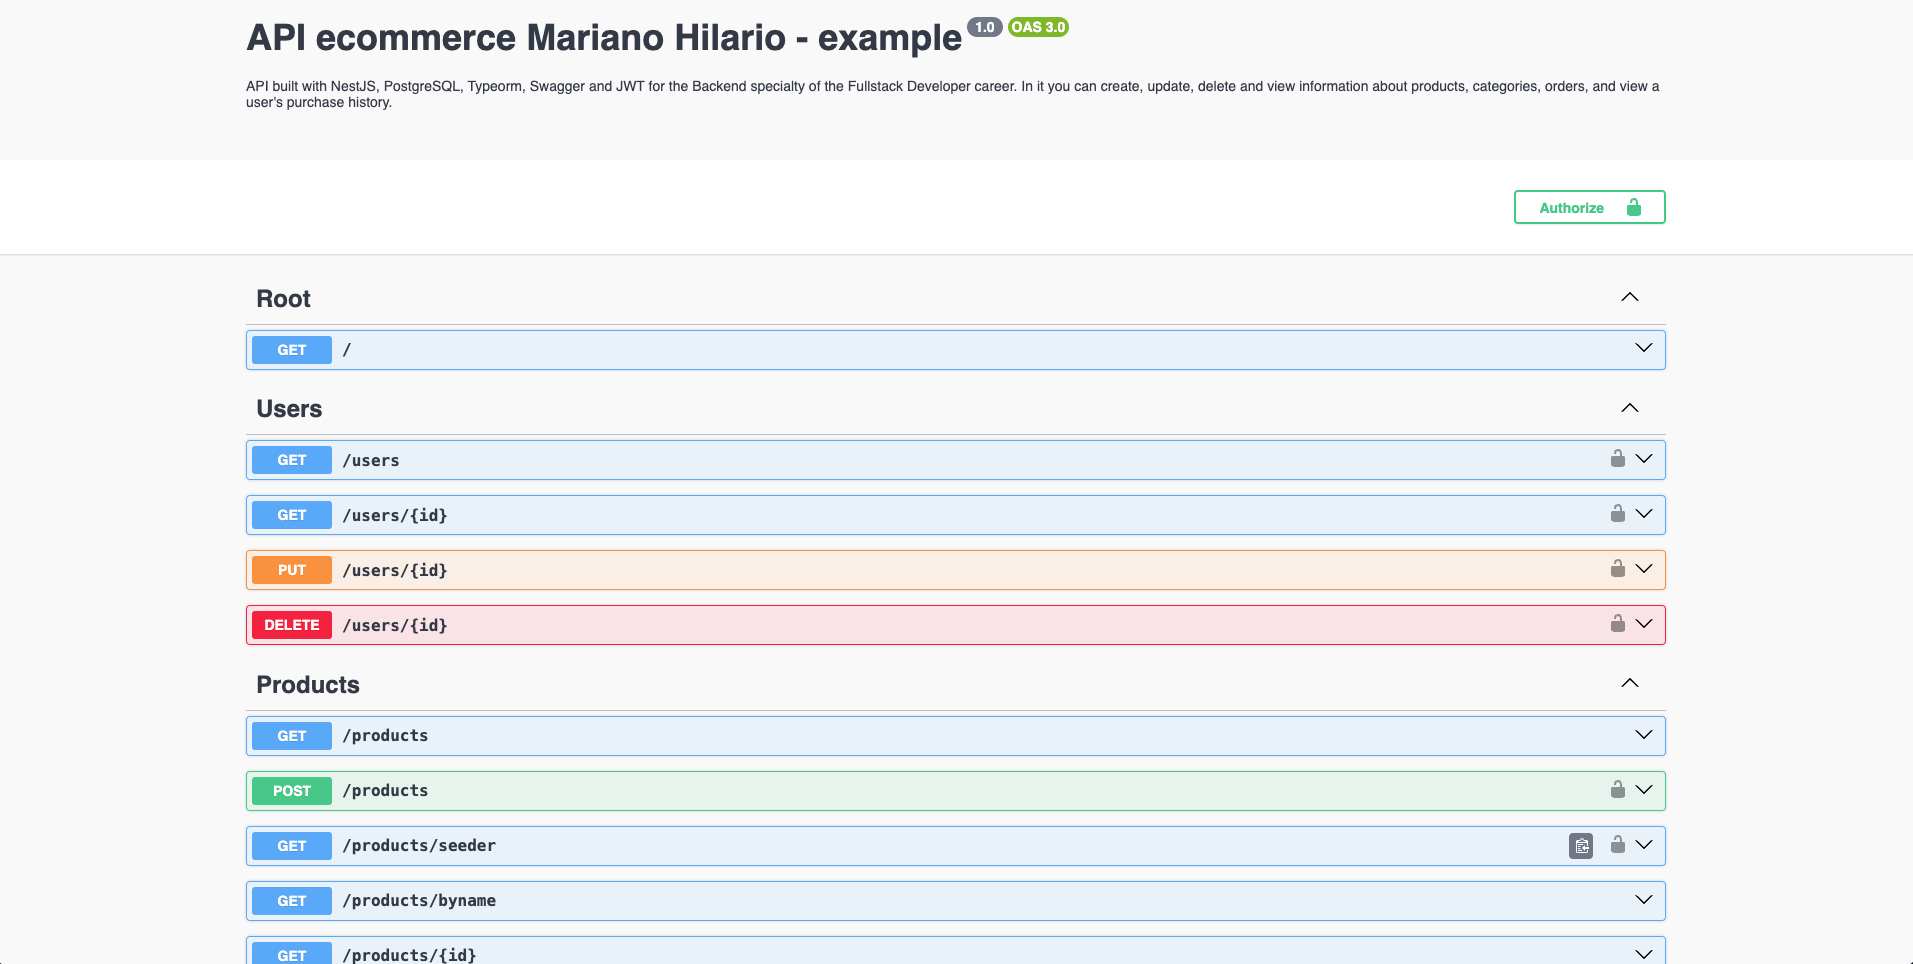 API ecommerce Mariano Hilario - example 1.0 OAS 3.0
API built with NestJS, PostgreSQL, Typeorm, Swagger and JWT for the Backend specialty of the Fullstack Developer career. In it you can create, update, delete and view information about products, categories, orders, and view a
user's purchase history.
Authorize
Root
GET /
Users
GET /users
GET /users/{id}
PUT /users/{id}
DELETE /users/{id}
Products
GET /products
POST /products
GET /products/seeder
GET /products/byname
GET /products/{id}